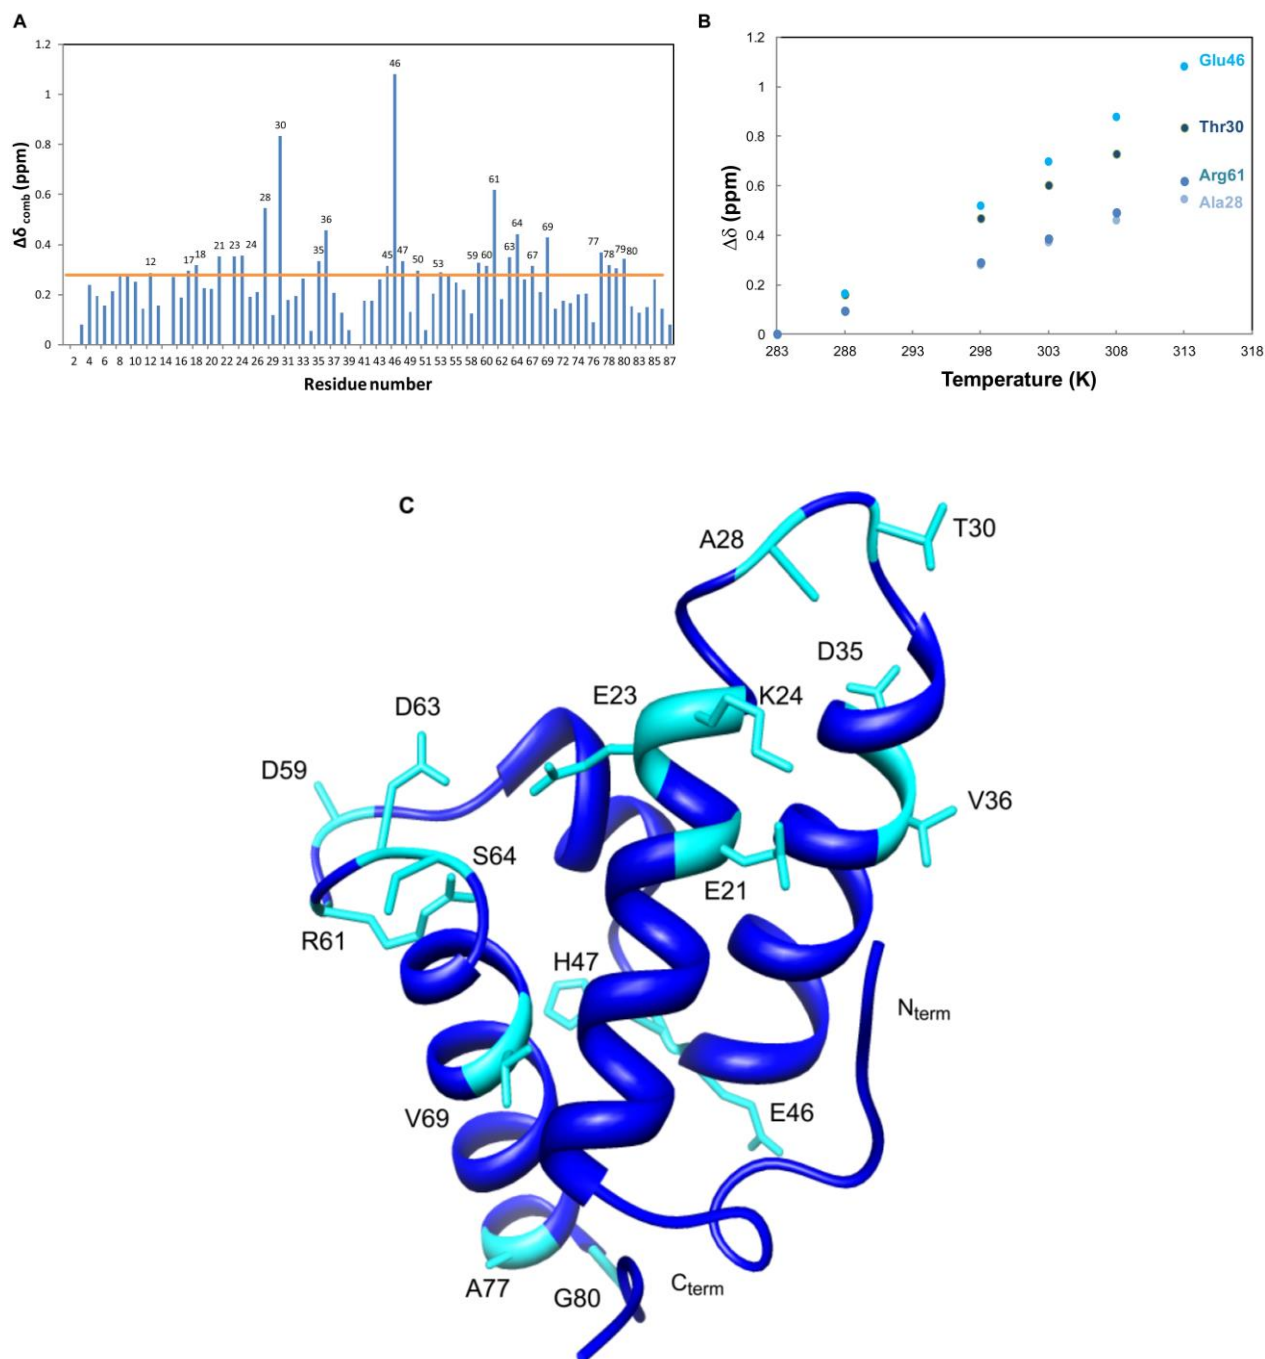 A
Δδ comb (ppm)
1.2
1
0.8
0.6
0.4
0.2
0
12
17
18
21
23
24
28
30
35
36
45
46
47
50
53
59
60
61
63
64
67
69
77
78
79
80
2 4 6 8 10 12 14 16 18 20 22 24 26 29 31 33 35 37 39 41 43 46 49 51 53 55 58 60 62 64 67 69 72 74 76 78 80 83 85 87
Residue number
B
Δδ (ppm)
1.2
1
0.8
0.6
0.4
0.2
0
Glu46
Thr30
Arg61
Ala28
283 288 293 298 303 308 313 318
Temperature (K)
C
A28
T30
D35
E23
K24
D63
D59
V36
S64
E21
R61
H47
Nterm
V69
E46
A77
G80
Cterm